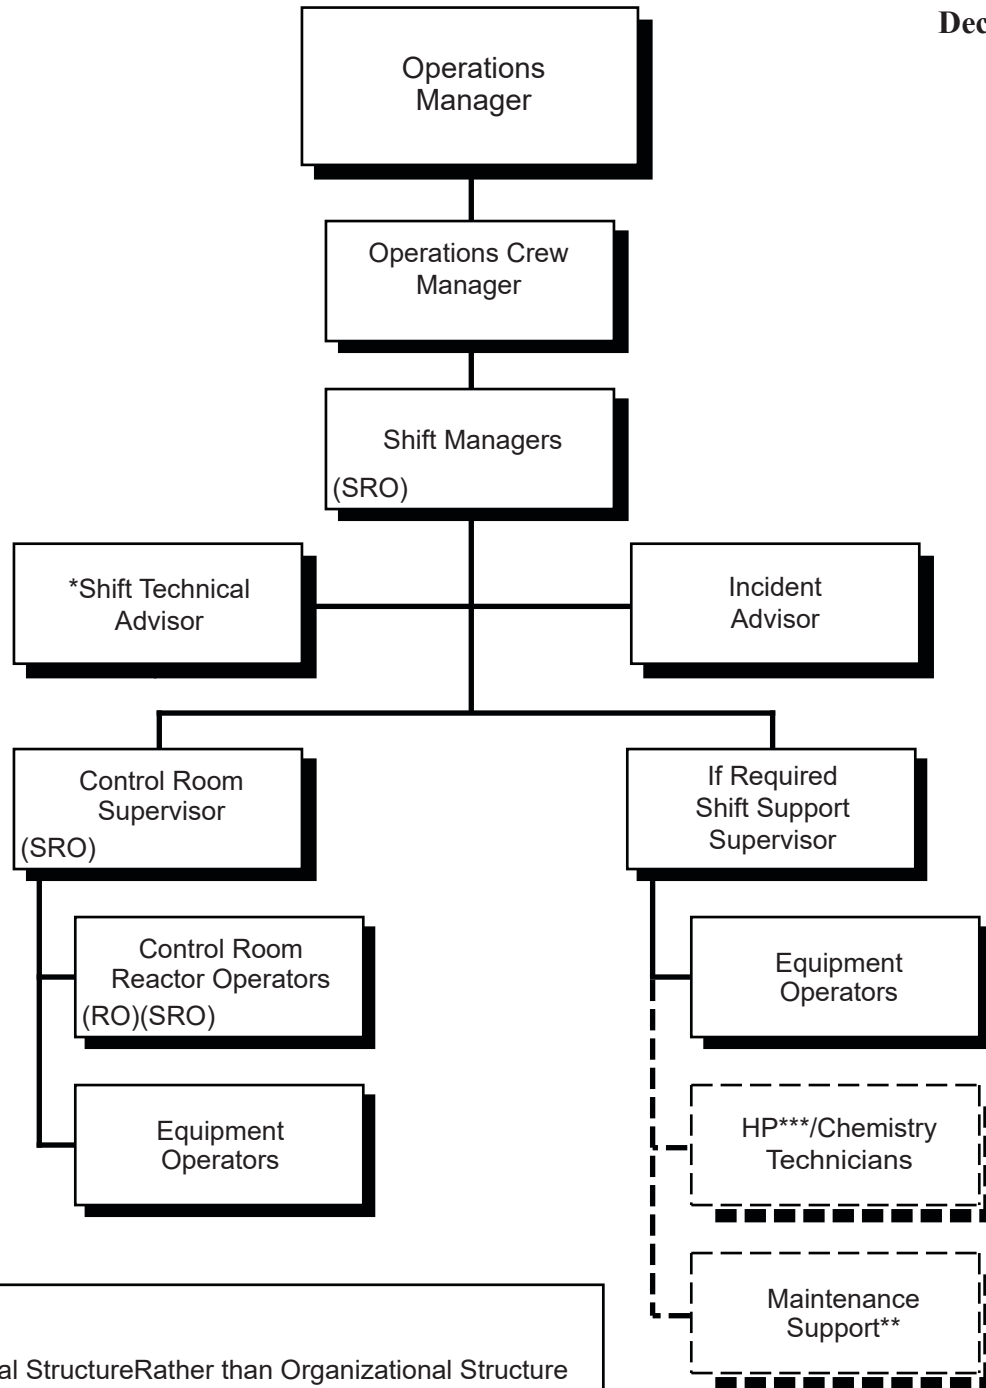 Dec
Operations
Manager
Operations Crew
Manager
Shift Managers
(SRO)
*Shift Technical
Advisor
Incident
Advisor
Control Room
Supervisor
(SRO)
If Required
Shift Support
Supervisor
Control Room
Reactor Operators
(RO)(SRO)
Equipment
Operators
Equipment
Operators
HP***/Chemistry
Technicians
Maintenance
Support**
al StructureRather than Organizational Structure